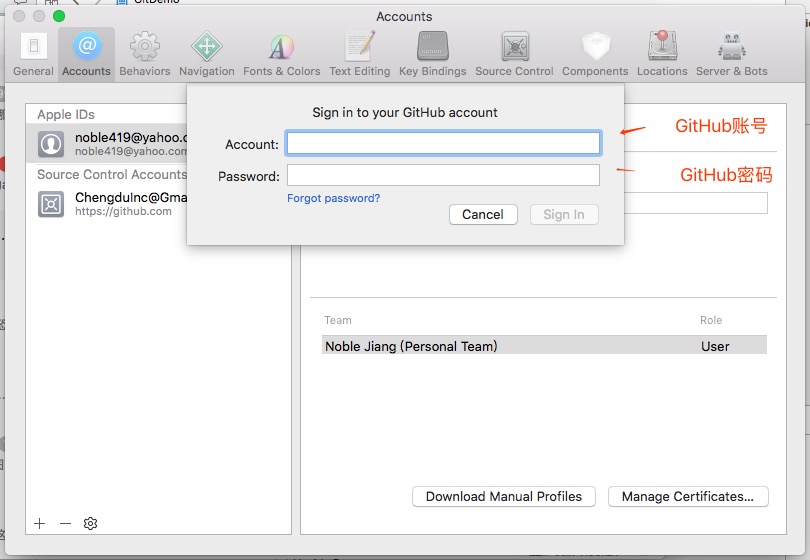 GitDemo
Accounts
General
Accounts
Behaviors
Navigation
Fonts & Colors
Text Editing
Key Bindings
Source Control
Components
Locations
Server & Bots
Sign in to your GitHub account
Account:
GitHub账号
Password:
GitHub密码
Forgot password?
Cancel
Sign In
Apple IDs
noble419@yahoo.c
noble419@yahoo.com
Source Control Accounts
ChengduInc@Gma
https://github.com
Team
Role
Noble Jiang (Personal Team)
User
Download Manual Profiles
Manage Certificates...